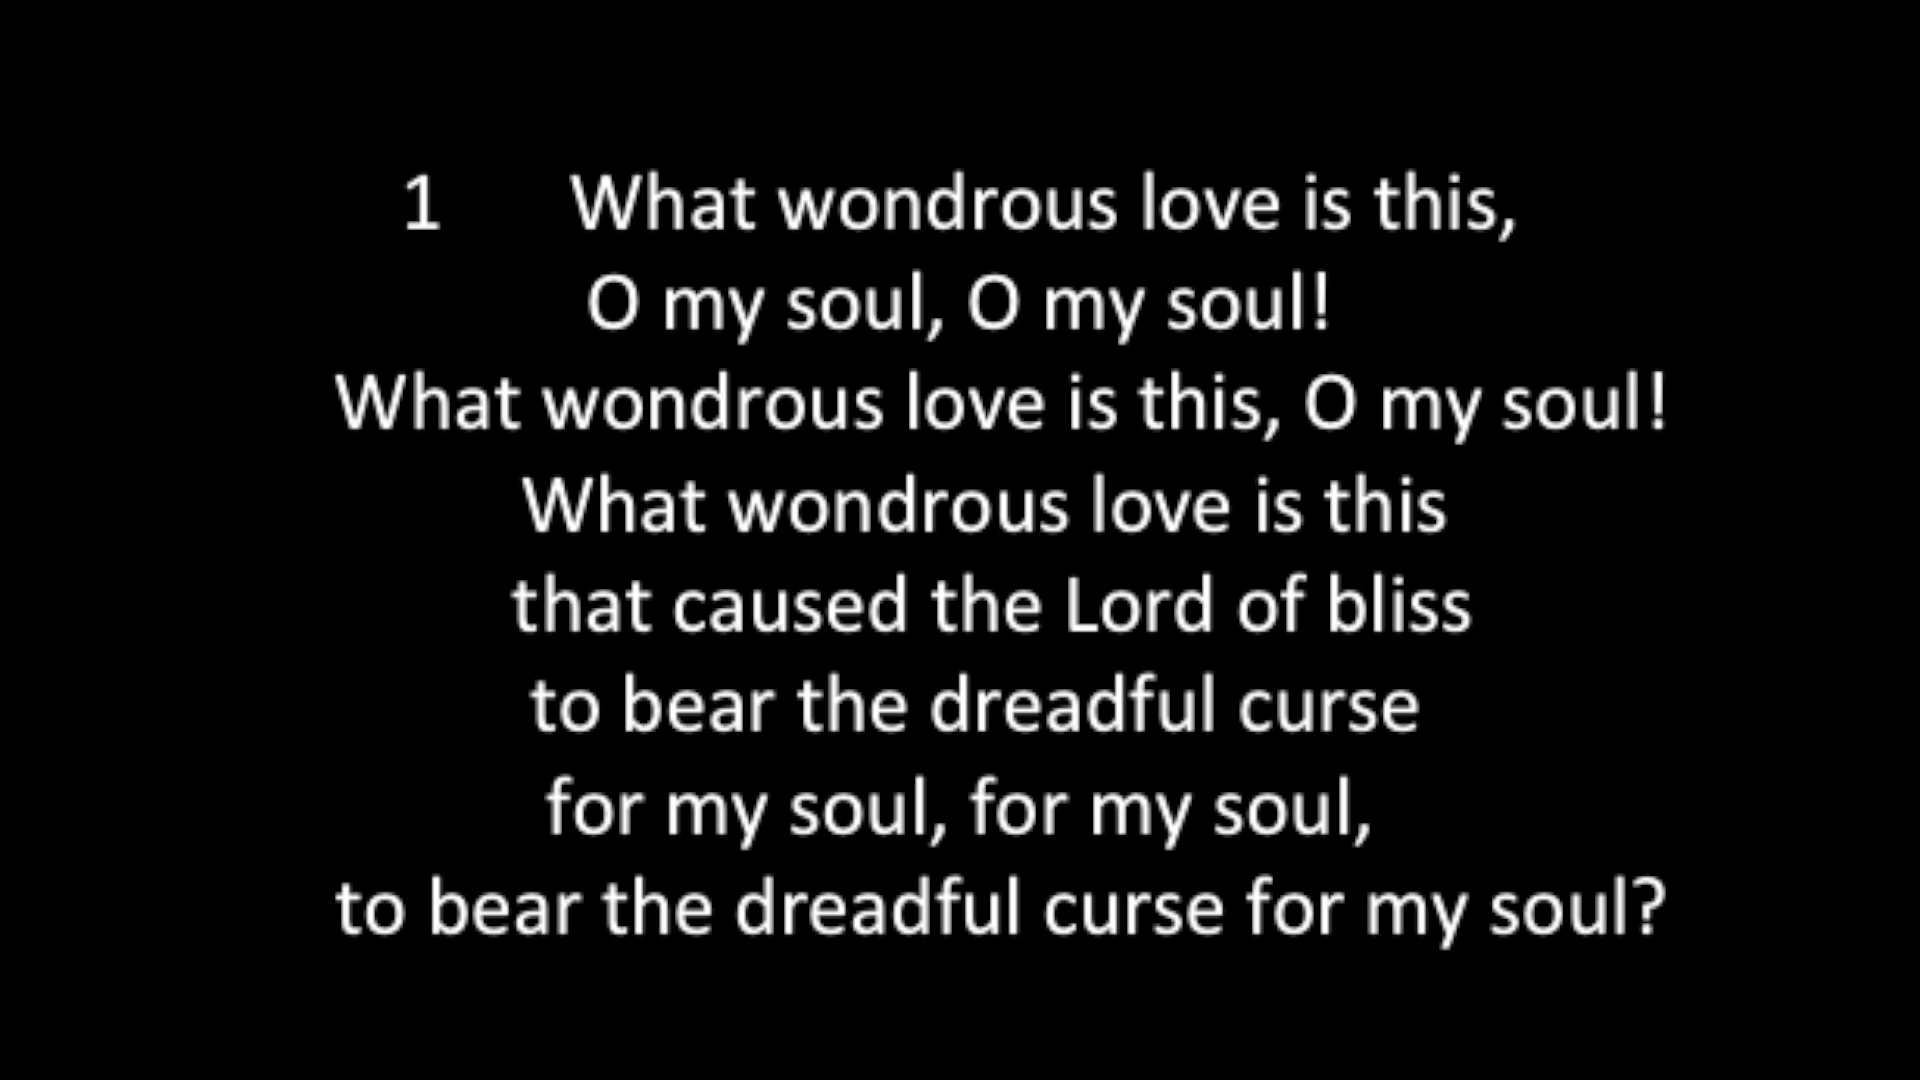 1 What wondrous love is this,
O my soul, O my soul!
What wondrous love is this, O my soul!
What wondrous love is this
that caused the Lord of bliss
to bear the dreadful curse
for my soul, for my soul,
to bear the dreadful curse for my soul?